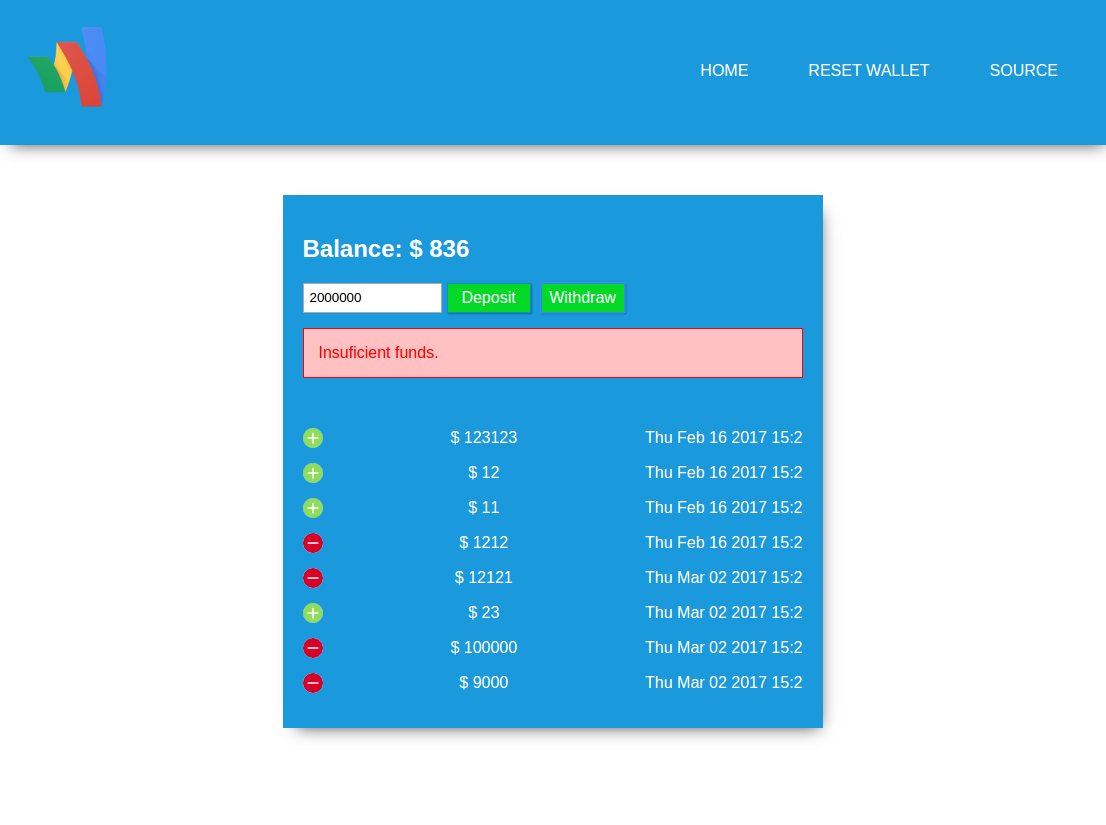 HOME RESET WALLET SOURCE
Balance: $ 836
2000000 Deposit Withdraw
Insuficient funds.
$ 123123 Thu Feb 16 2017 15:2
$ 12 Thu Feb 16 2017 15:2
$ 11 Thu Feb 16 2017 15:2
$ 1212 Thu Feb 16 2017 15:2
$ 12121 Thu Mar 02 2017 15:2
$ 23 Thu Mar 02 2017 15:2
$ 100000 Thu Mar 02 2017 15:2
$ 9000 Thu Mar 02 2017 15:2